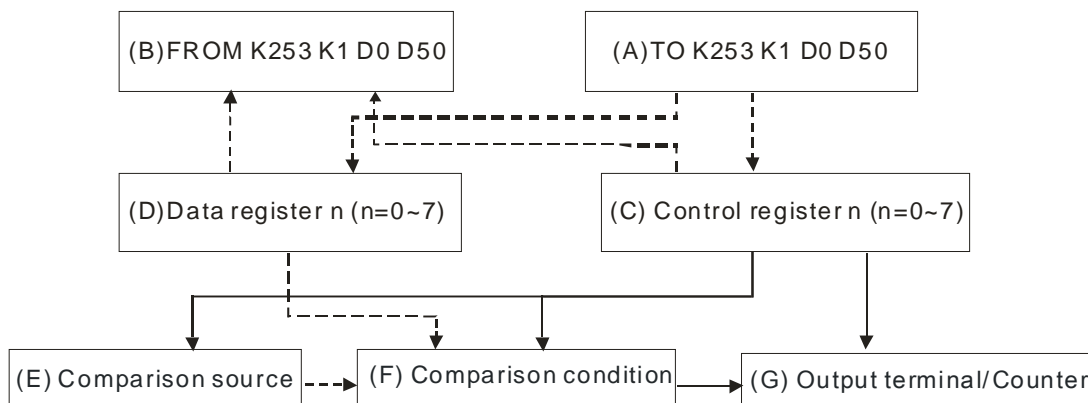 (B)FROM K253 K1 D0 D50
(A)TO K253 K1 D0 D50
(D)Data register n (n=0~7)
(C) Control register n (n=0~7)
(E) Comparison source
(F) Comparison condition
(G) Output terminal/Counter